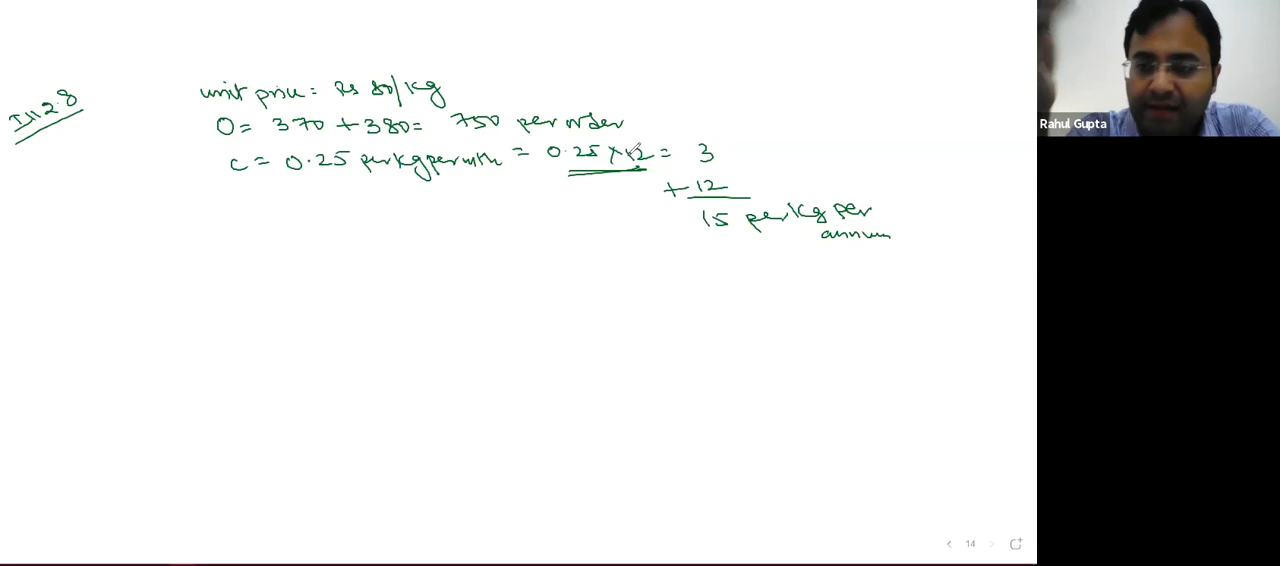 Ill 2.8
unit price = Rs 80/kg
O = 370 + 380 = 750 per order
C = 0.25 per kg per mth = 0.25 x 12 = 3
+ 12
15 per kg per
annum
Rahul Gupta
14